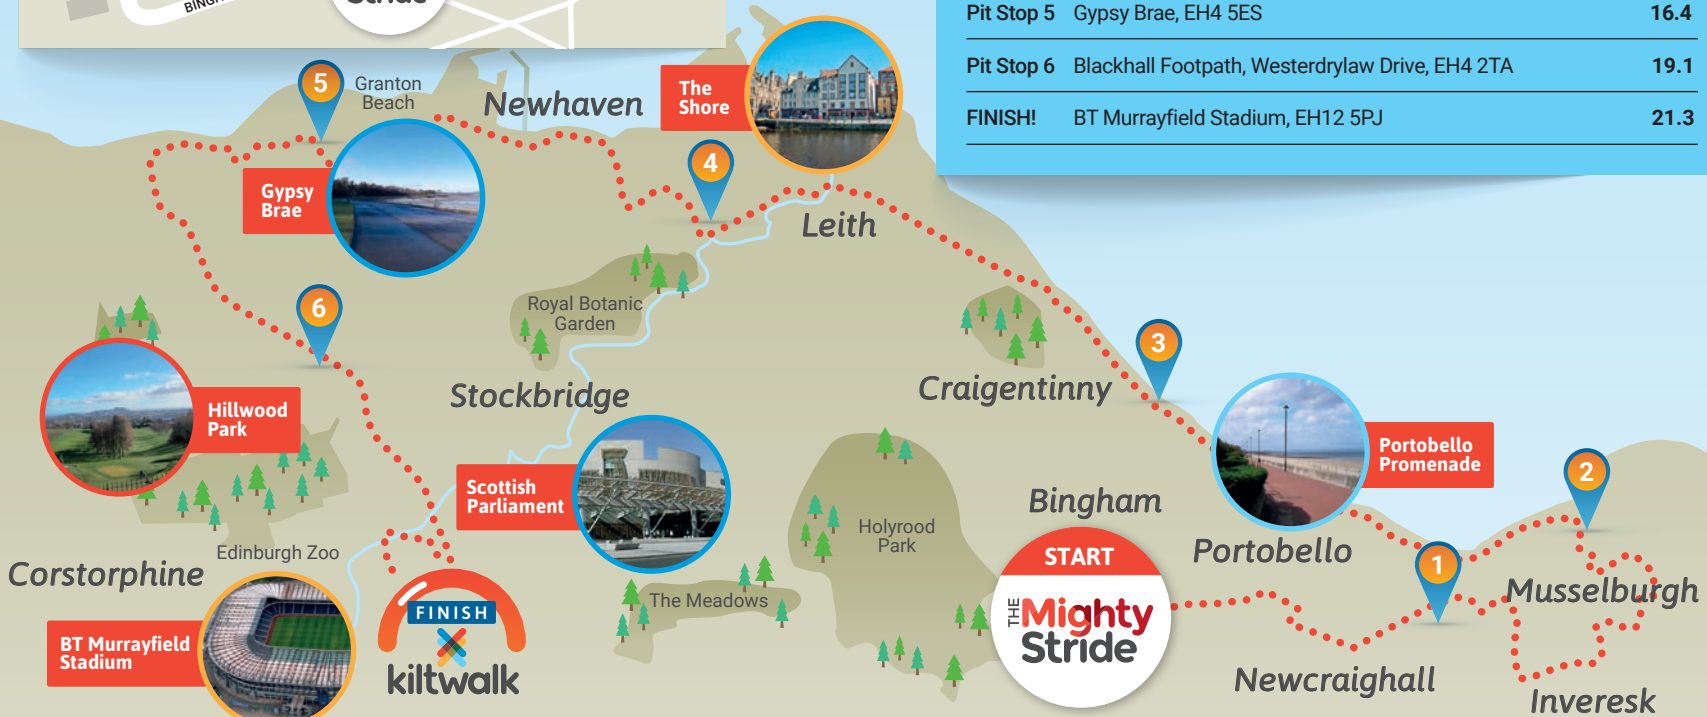 Pit Stop 5 Gypsy Brae, EH4 5ES 16.4
Pit Stop 6 Blackhall Footpath, Westerdrylaw Drive, EH4 2TA 19.1
FINISH! BT Murrayfield Stadium, EH12 5PJ 21.3
5
Granton
Beach
Newhaven
The
Shore
4
Gypsy
Brae
Leith
6
Royal Botanic
Garden
3
Craigentinny
Stockbridge
Hillwood
Park
Portobello
Promenade
2
Scottish
Parliament
Bingham
Holyrood
Park
START
Portobello
1
Edinburgh Zoo
Corstorphine
The Meadows
Musselburgh
FINISH
THE
Mighty
Stride
BT Murrayfield
Stadium
kiltwalk
Newcraighall
Inveresk